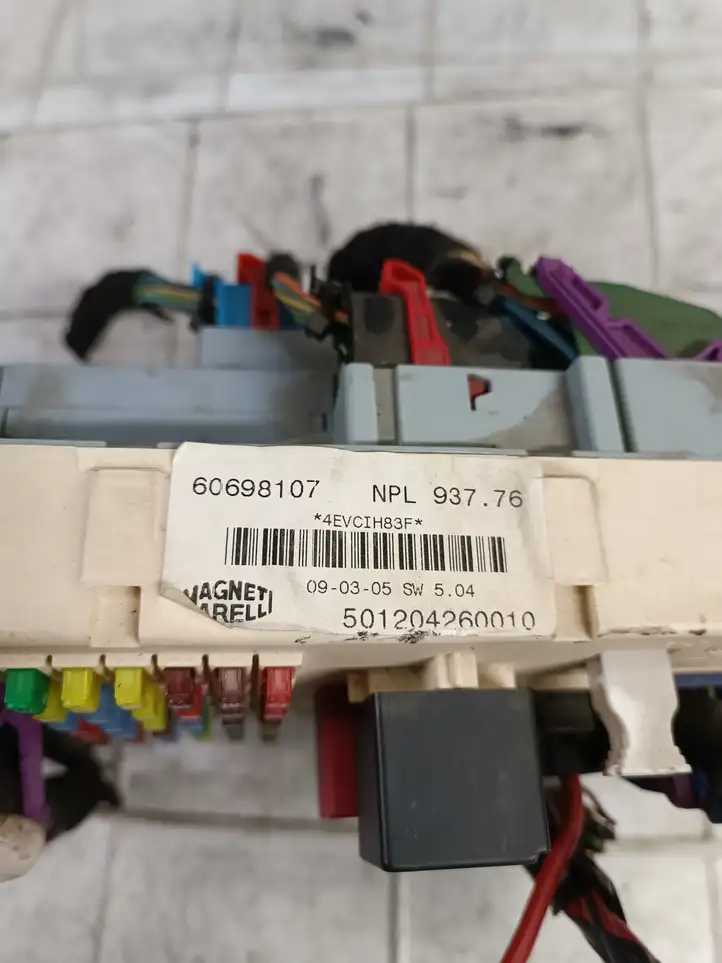 60698107 NPL 937.76
*4EVCIH83F*
09-03-05 SW 5.04
MAGNETI
MARELLI
501204260010